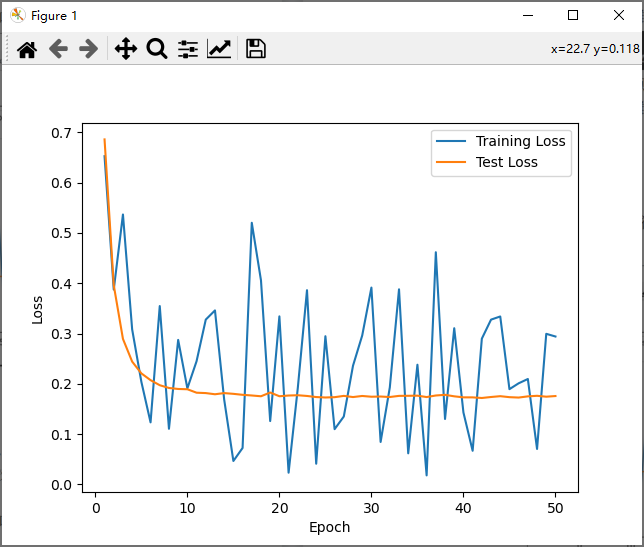 Figure 1
x=22.7 y=0.118
0.7
0.6
0.5
0.4
0.3
0.2
0.1
0.0
Loss
Training Loss
Test Loss
0 10 20 30 40 50
Epoch